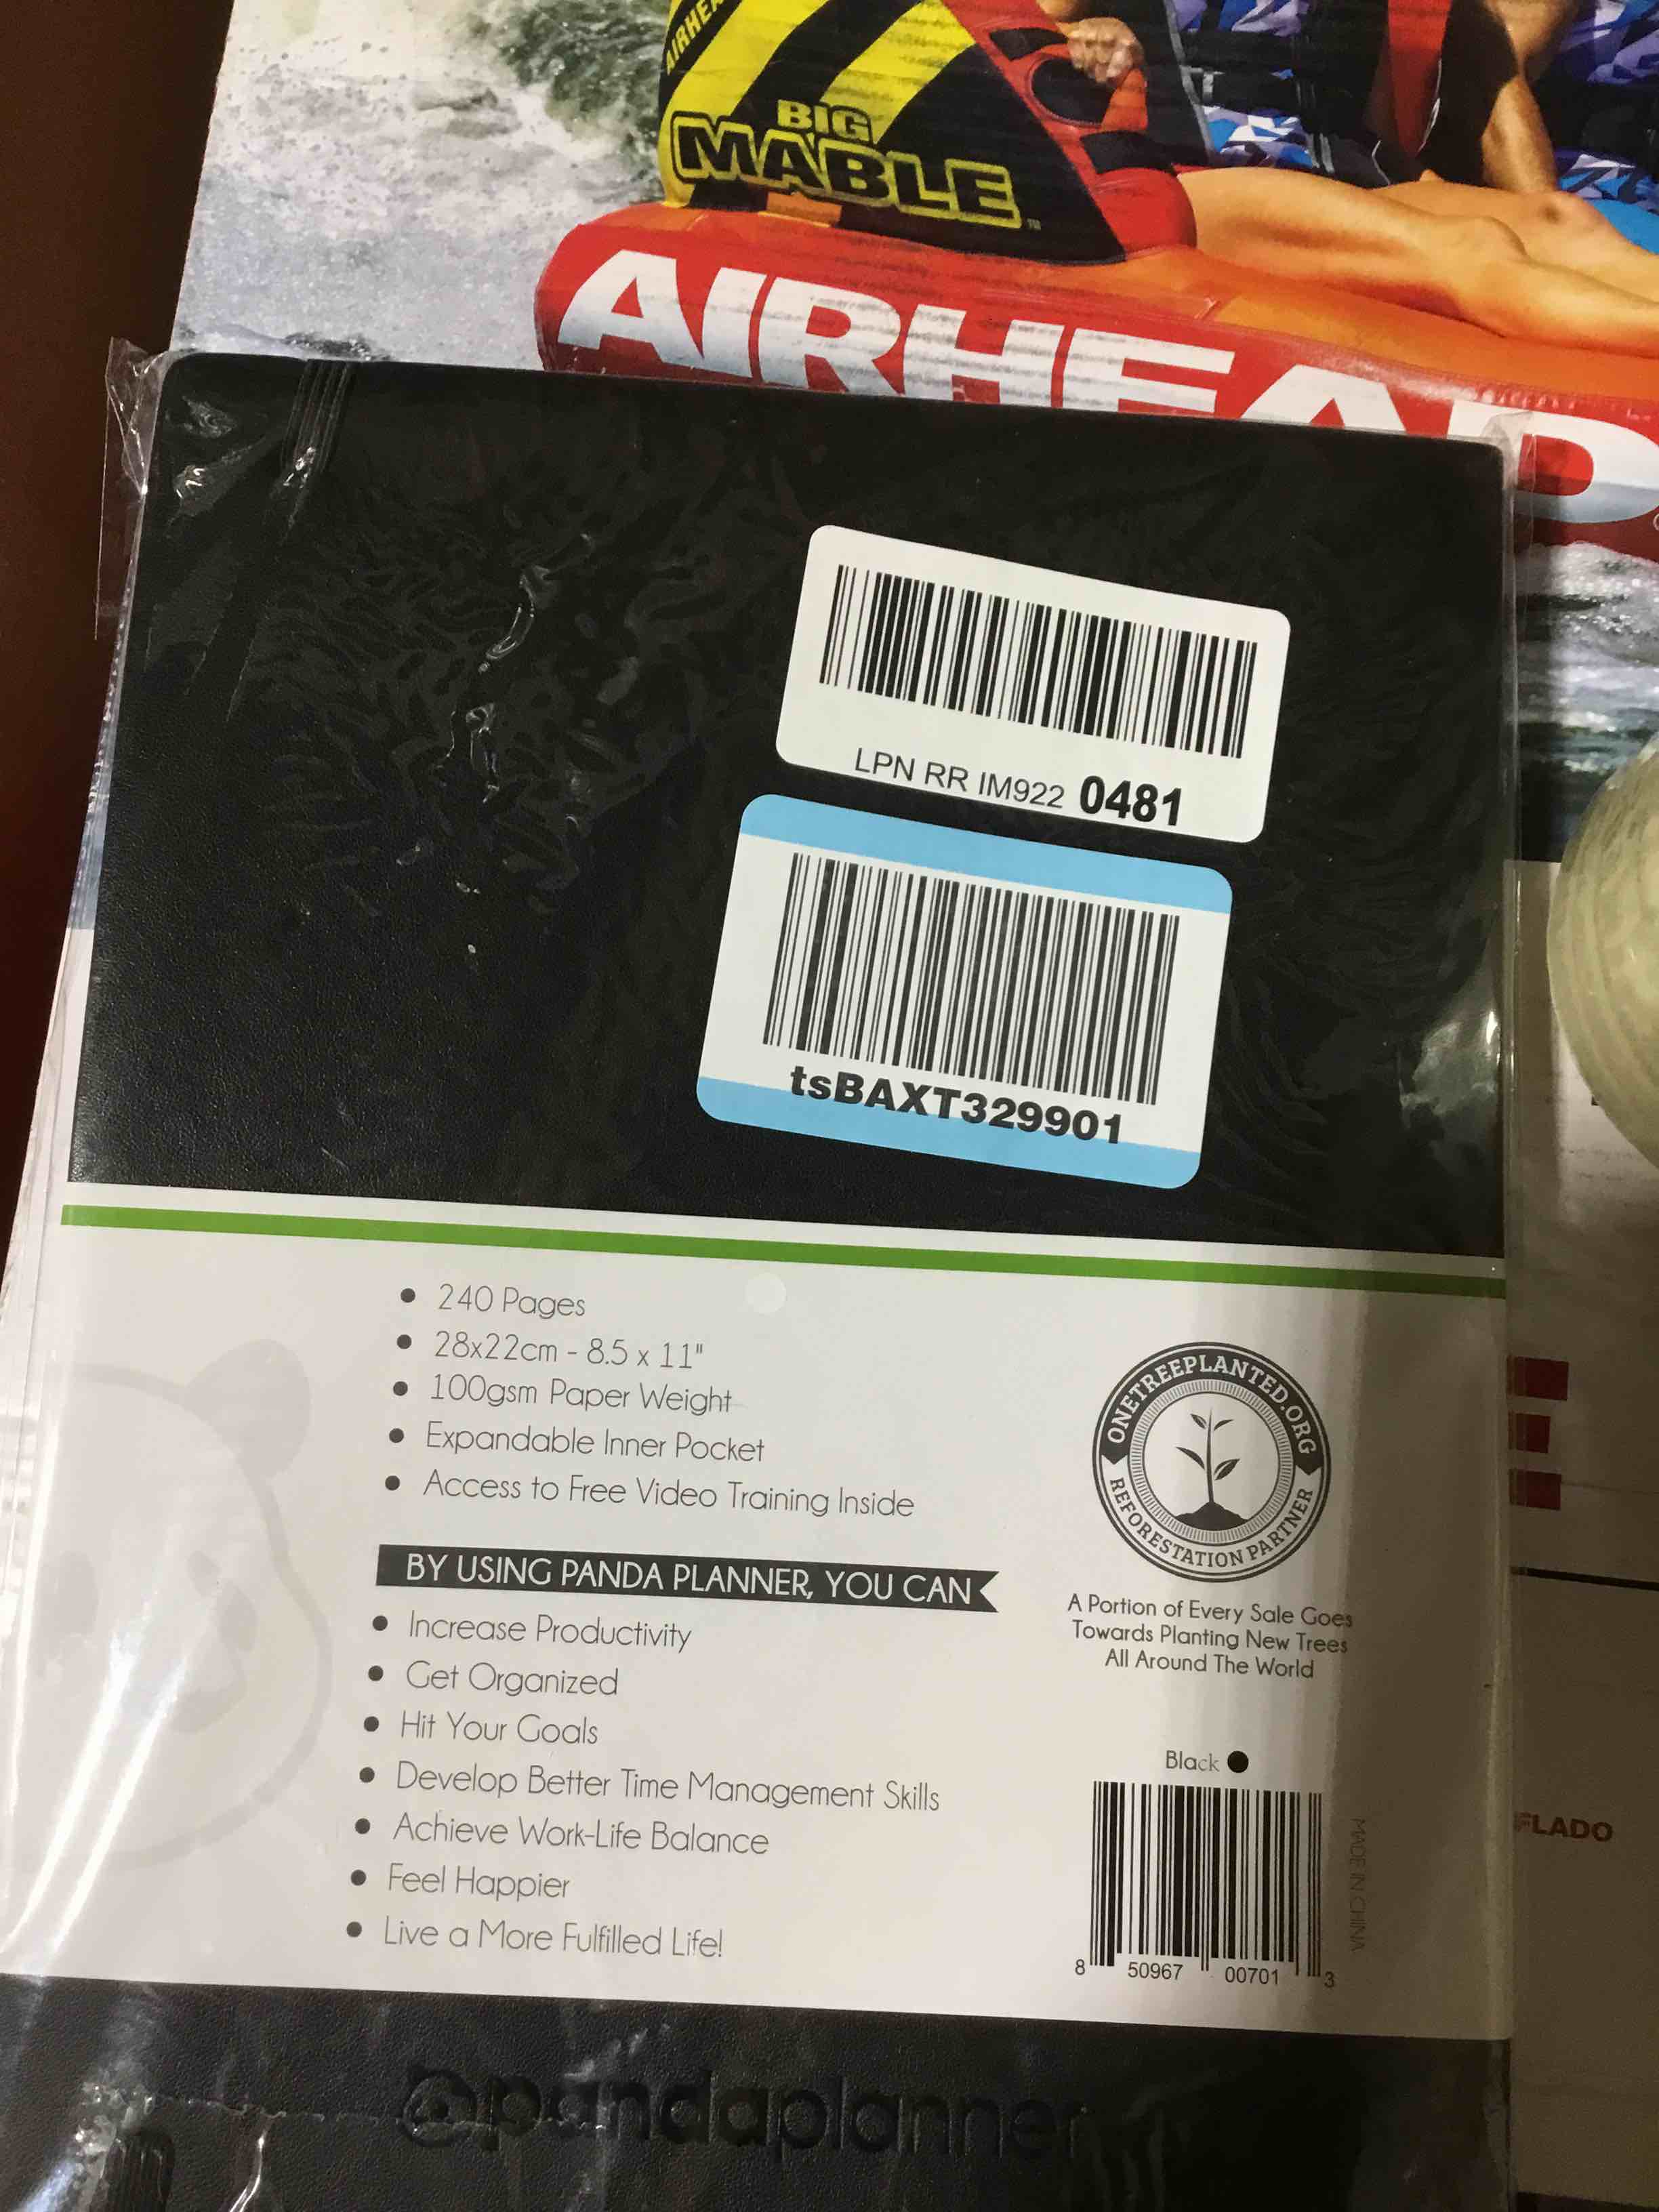 AIRHEA
BIG
MABLE™
AIRHEAD
LPN RR IM922 0481
tsBAXT329901
• 240 Pages
• 28x22cm - 8.5 x 11"
• 100gsm Paper Weight
• Expandable Inner Pocket
• Access to Free Video Training Inside
ONETREEPLANTED.ORG
REFORESTATION PARTNER
BY USING PANDA PLANNER, YOU CAN
A Portion of Every Sale Goes
Towards Planting New Trees
All Around The World
• Increase Productivity
• Get Organized
• Hit Your Goals
• Develop Better Time Management Skills
• Achieve Work-Life Balance
• Feel Happier
• Live a More Fulfilled Life!
Black
MADE IN CHINA
8 50967 00701 3
FLADO
pandaplanner